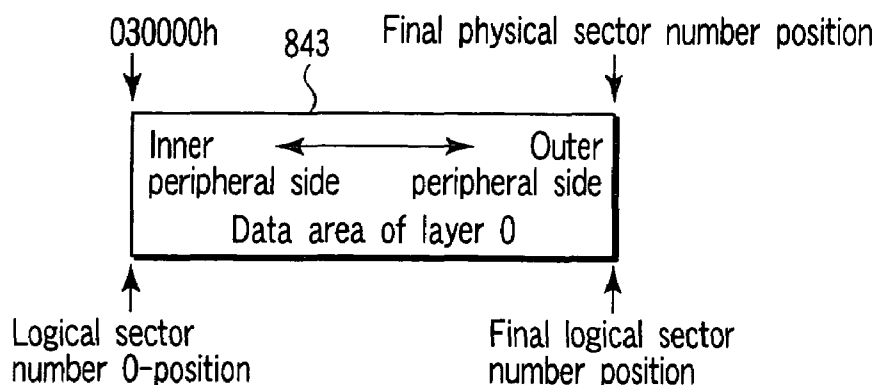 030000h
843
Final physical sector number position
Inner
peripheral side
Outer
peripheral side
Data area of layer 0
Logical sector
number 0-position
Final logical sector
number position